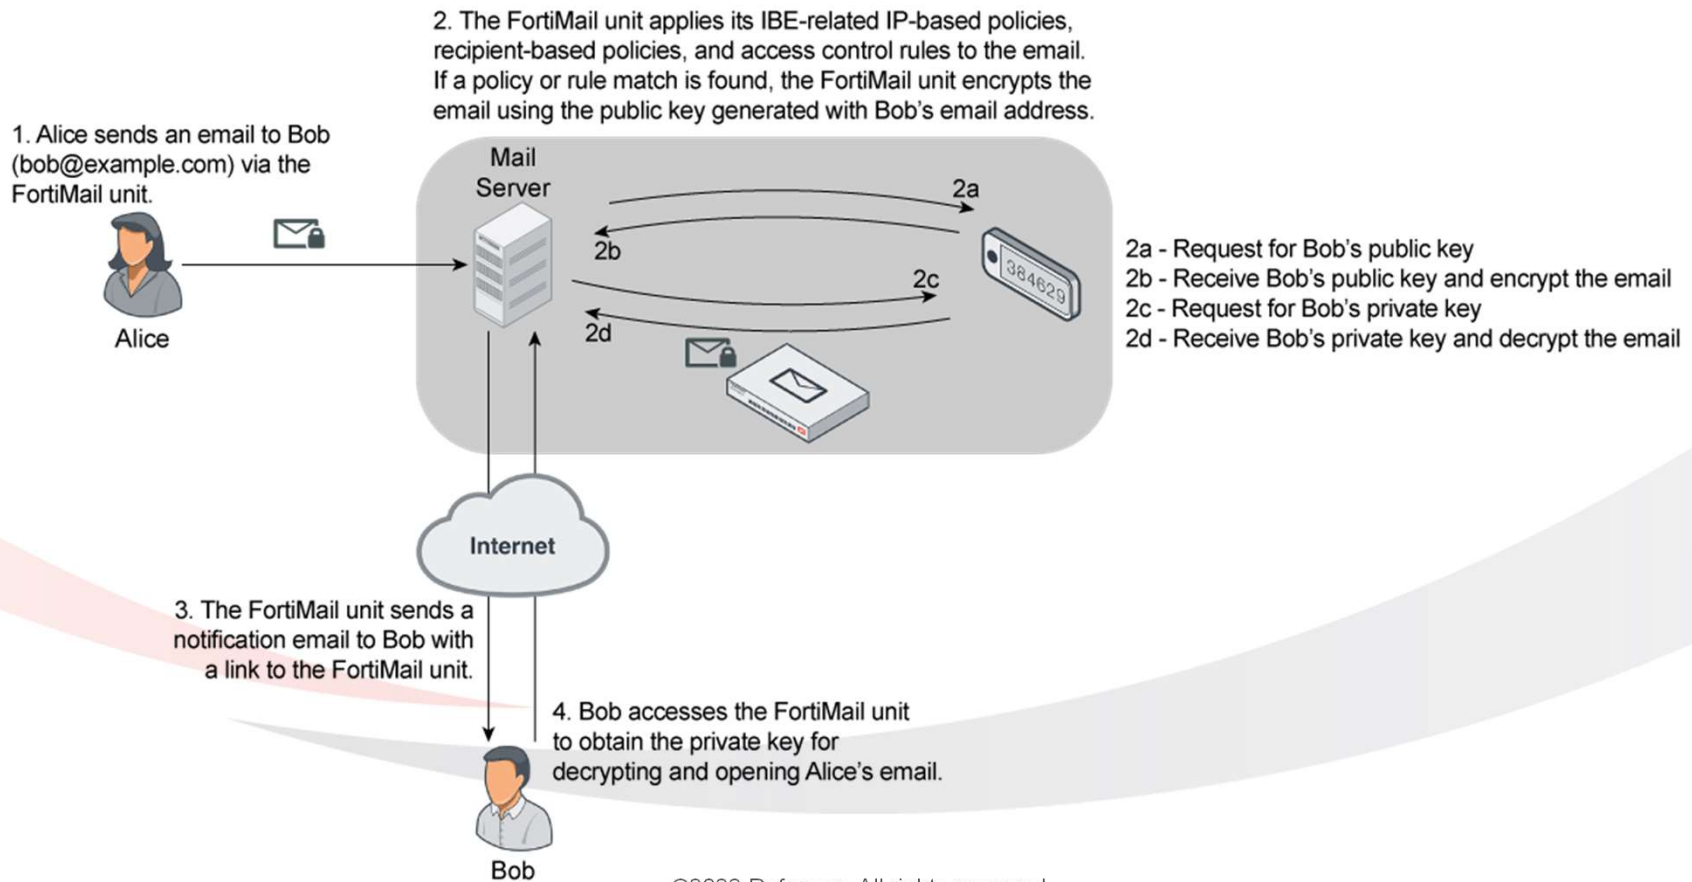 2. The FortiMail unit applies its IBE-related IP-based policies,
recipient-based policies, and access control rules to the email.
If a policy or rule match is found, the FortiMail unit encrypts the
email using the public key generated with Bob's email address.
1. Alice sends an email to Bob
(bob@example.com) via the
FortiMail unit.
Alice
Mail
Server
2a
2b
2c
2d
384629
2a - Request for Bob's public key
2b - Receive Bob's public key and encrypt the email
2c - Request for Bob's private key
2d - Receive Bob's private key and decrypt the email
Internet
3. The FortiMail unit sends a
notification email to Bob with
a link to the FortiMail unit.
4. Bob accesses the FortiMail unit
to obtain the private key for
decrypting and opening Alice's email.
Bob